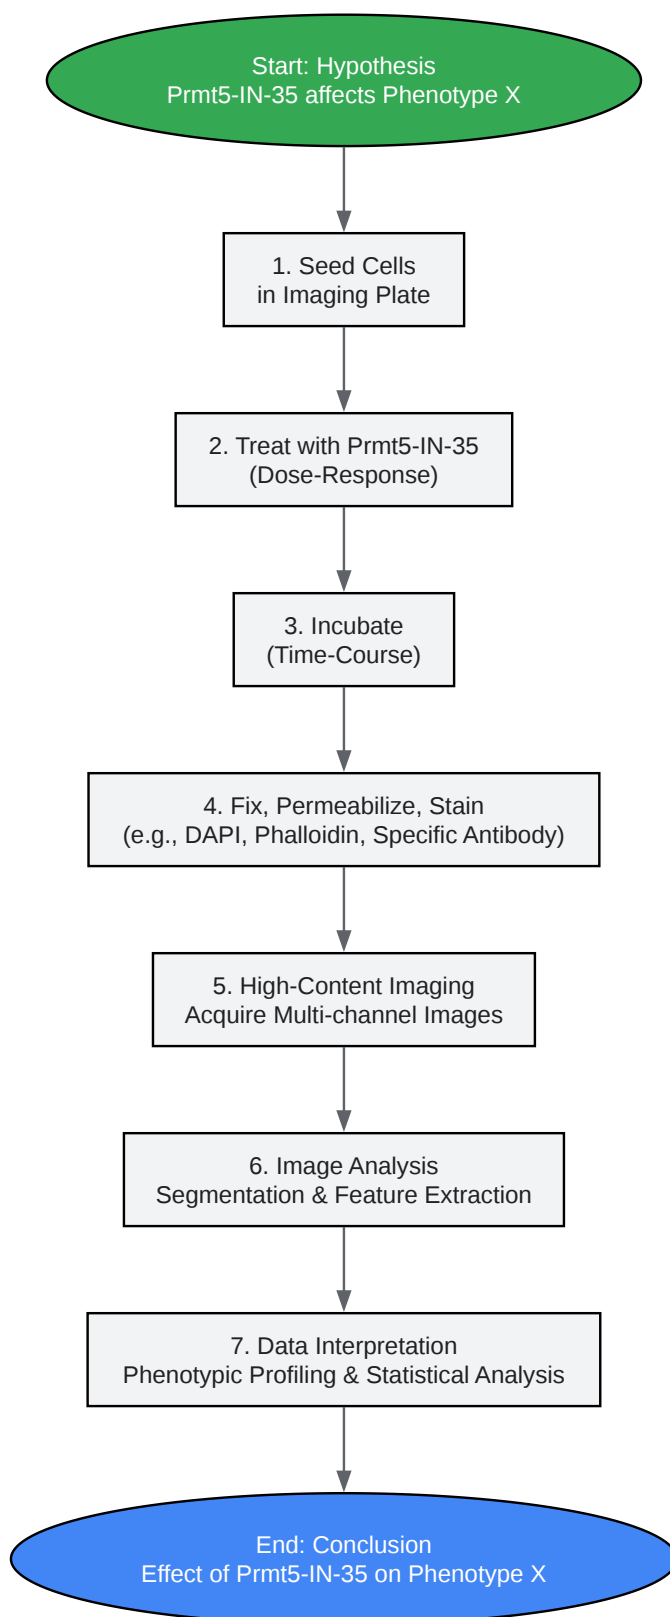 Start: Hypothesis
Prmt5-IN-35 affects Phenotype X
1. Seed Cells
in Imaging Plate
2. Treat with Prmt5-IN-35
(Dose-Response)
3. Incubate
(Time-Course)
4. Fix, Permeabilize, Stain
(e.g., DAPI, Phalloidin, Specific Antibody)
5. High-Content Imaging
Acquire Multi-channel Images
6. Image Analysis
Segmentation & Feature Extraction
7. Data Interpretation
Phenotypic Profiling & Statistical Analysis
End: Conclusion
Effect of Prmt5-IN-35 on Phenotype X